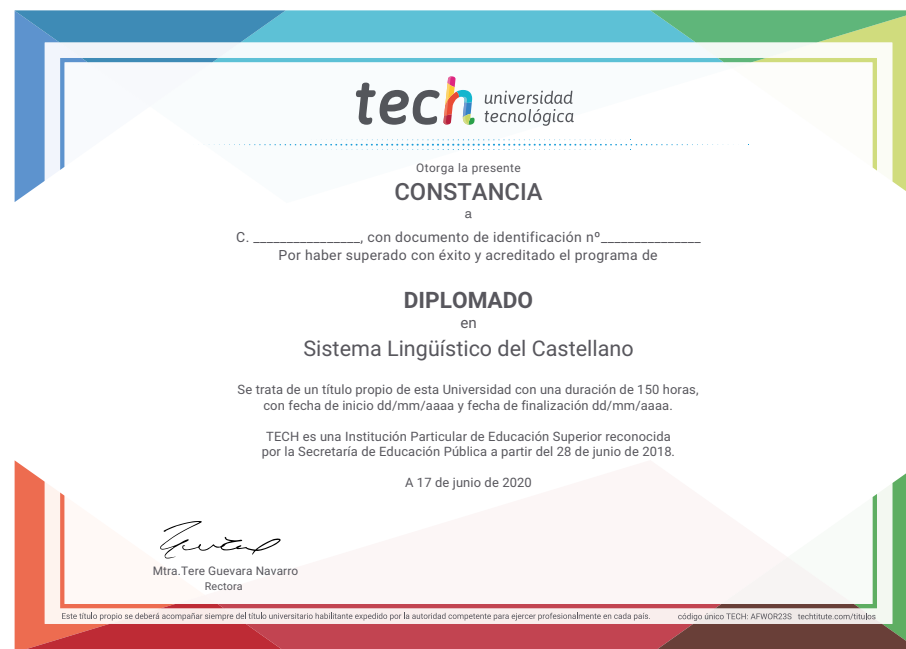 tech universidad
tecnológica
Otorga la presente
CONSTANCIA
a
C. ________________, con documento de identificación nº_______________
Por haber superado con éxito y acreditado el programa de
DIPLOMADO
en
Sistema Lingüístico del Castellano
Se trata de un título propio de esta Universidad con una duración de 150 horas,
con fecha de inicio dd/mm/aaaa y fecha de finalización dd/mm/aaaa.
TECH es una Institución Particular de Educación Superior reconocida
por la Secretaría de Educación Pública a partir del 28 de junio de 2018.
A 17 de junio de 2020
Mtra.Tere Guevara Navarro
Rectora
Este título propio se deberá acompañar siempre del título universitario habilitante expedido por la autoridad competente para ejercer profesionalmente en cada país. código único TECH: AFWOR23S techtitute.com/titulos